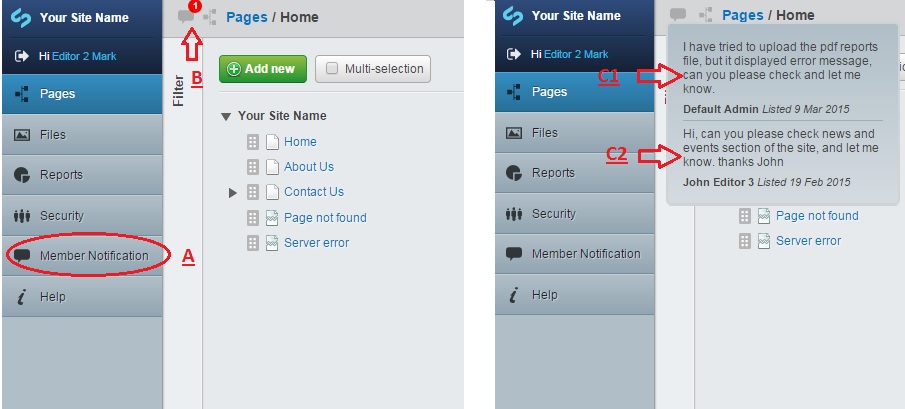 Your Site Name
Hi Editor 2 Mark
Pages
Files
Reports
Security
Member Notification
Help
A
1
Pages / Home
B
Filter
Add new
Multi-selection
Your Site Name
Home
About Us
Contact Us
Page not found
Server error
Your Site Name
Hi Editor 2 Mark
Pages
Files
Reports
Security
Member Notification
Help
Pages / Home
C1
I have tried to upload the pdf reports
file, but it displayed error message,
can you please check and let me
know.
Default Admin Listed 9 Mar 2015
C2
Hi, can you please check news and
events section of the site, and let me
know. thanks John
John Editor 3 Listed 19 Feb 2015
Page not found
Server error